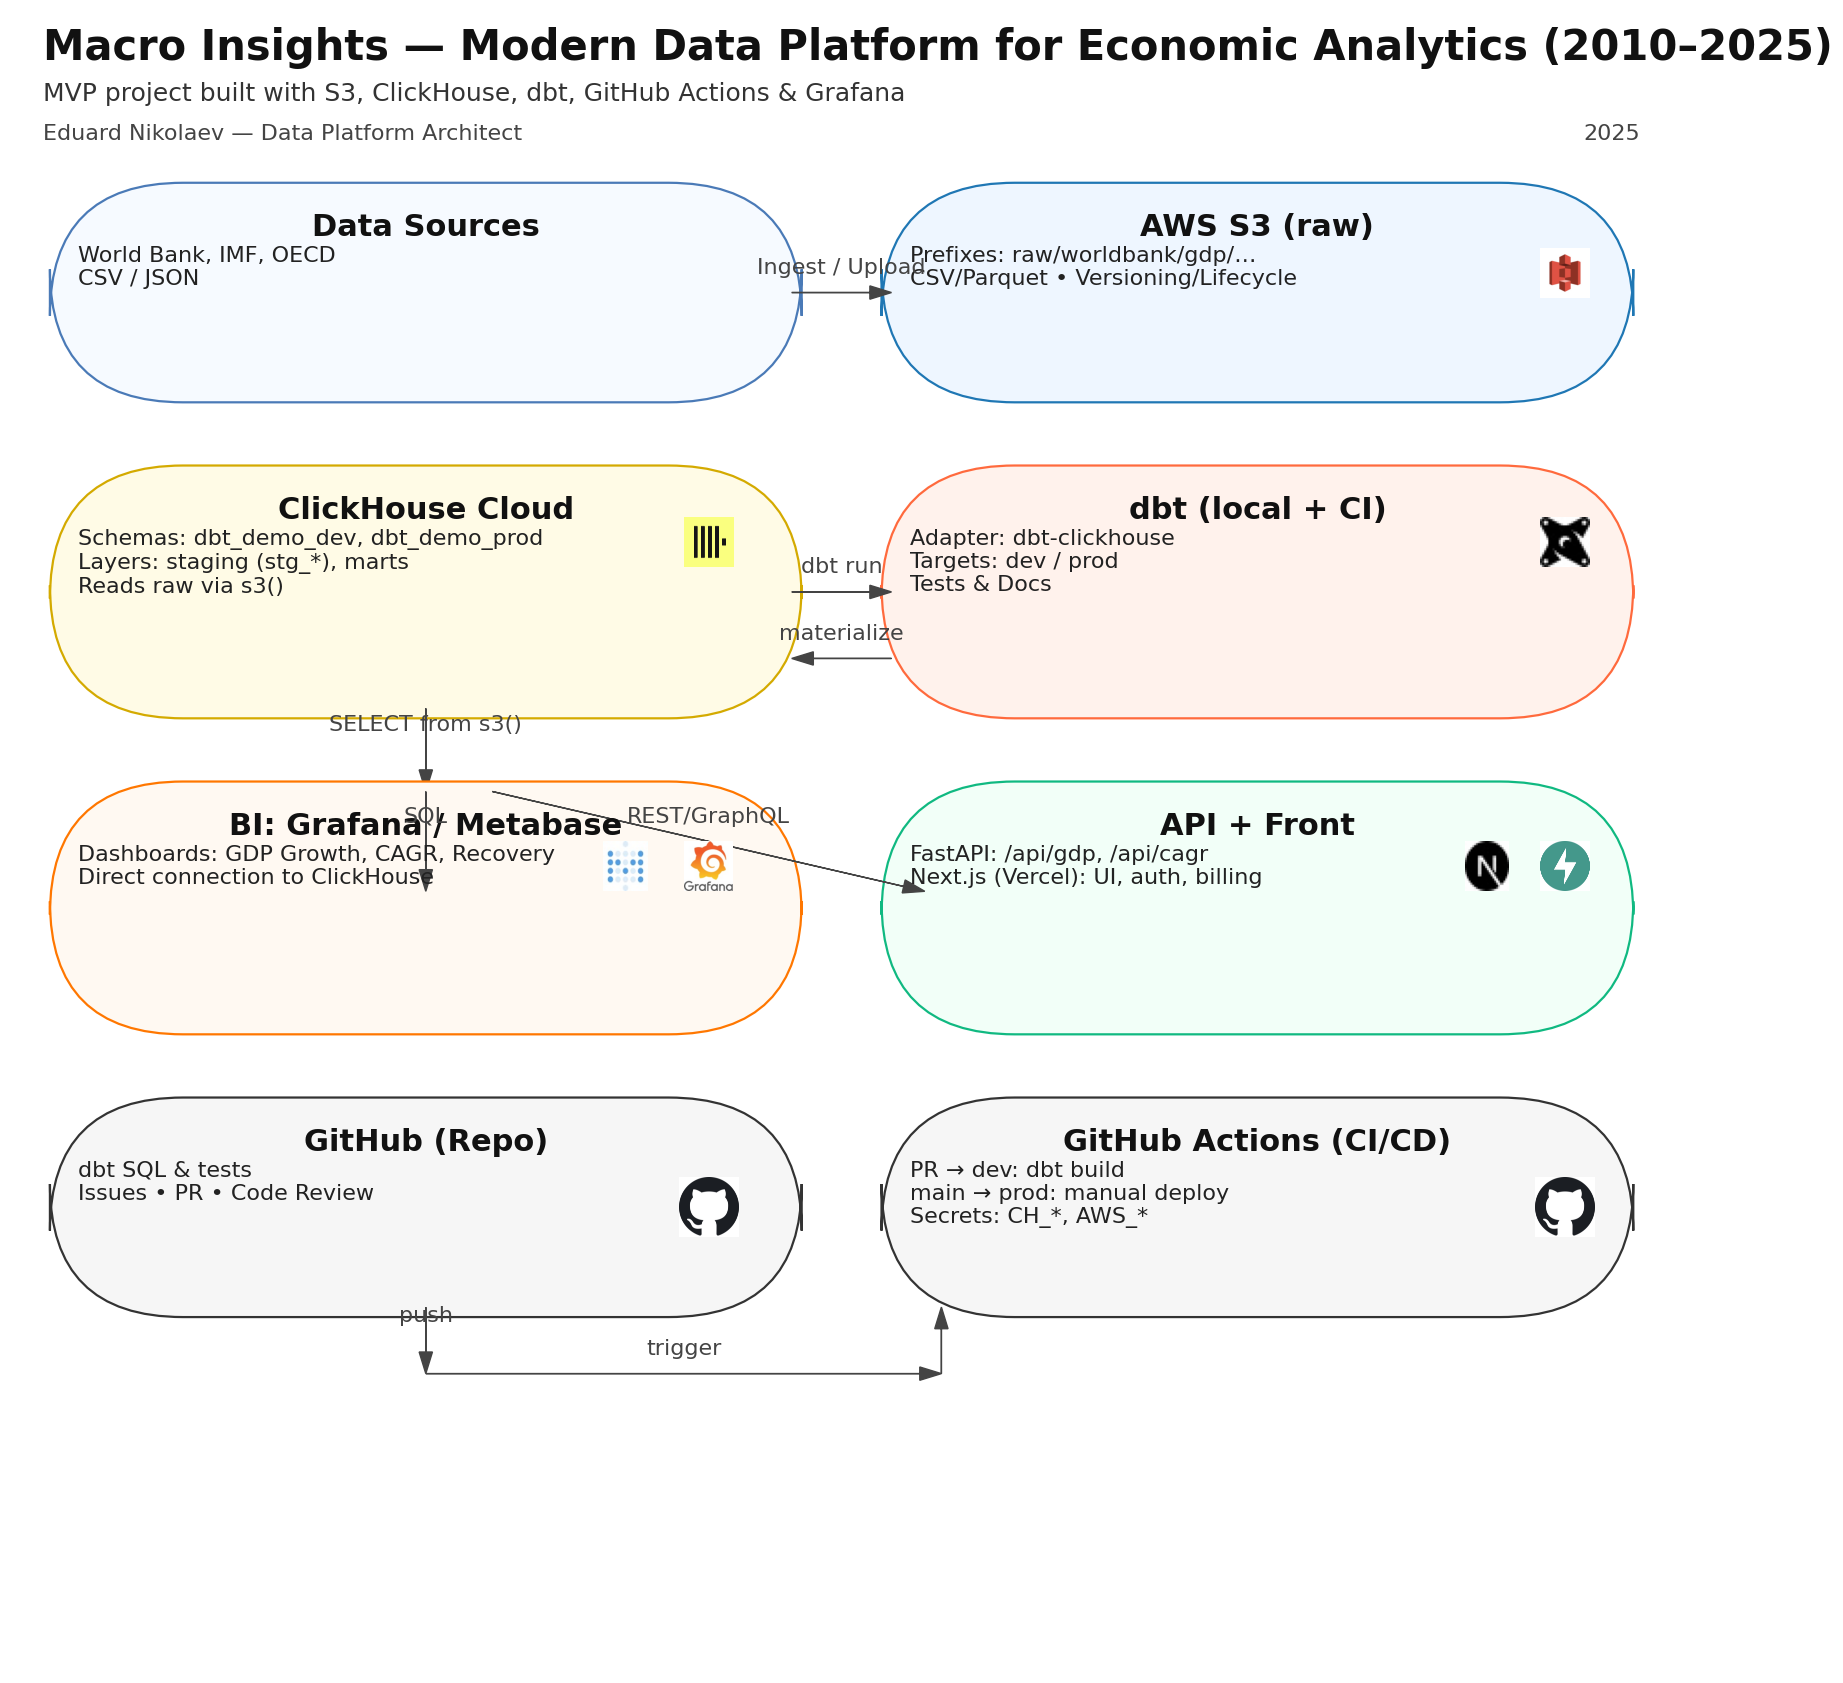 Macro Insights — Modern Data Platform for Economic Analytics (2010–2025)
MVP project built with S3, ClickHouse, dbt, GitHub Actions & Grafana
Eduard Nikolaev — Data Platform Architect
2025
Data Sources
World Bank, IMF, OECD
CSV / JSON
Ingest / Upload
AWS S3 (raw)
Prefixes: raw/worldbank/gdp/…
CSV/Parquet • Versioning/Lifecycle
ClickHouse Cloud
Schemas: dbt_demo_dev, dbt_demo_prod
Layers: staging (stg_*), marts
Reads raw via s3()
dbt run
materialize
dbt (local + CI)
Adapter: dbt-clickhouse
Targets: dev / prod
Tests & Docs
SELECT from s3()
SQL
REST/GraphQL
BI: Grafana / Metabase
Dashboards: GDP Growth, CAGR, Recovery
Direct connection to ClickHouse
Grafana
API + Front
FastAPI: /api/gdp, /api/cagr
Next.js (Vercel): UI, auth, billing
N
GitHub (Repo)
dbt SQL & tests
Issues • PR • Code Review
GitHub Actions (CI/CD)
PR → dev: dbt build
main → prod: manual deploy
Secrets: CH_*, AWS_*
push
trigger